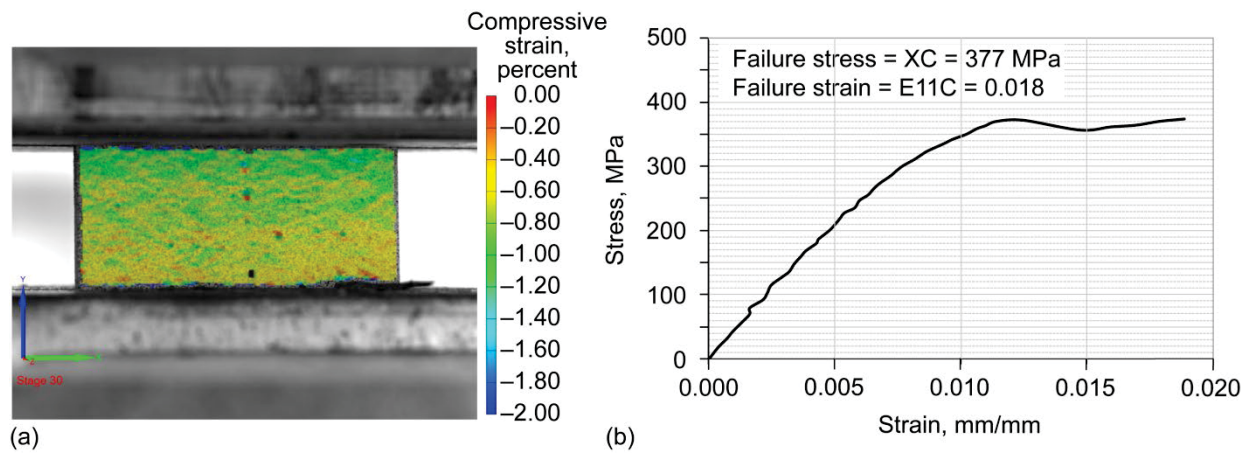 Compressive
strain,
percent
0.00
–0.20
–0.40
–0.60
–0.80
–1.00
–1.20
–1.40
–1.60
–1.80
–2.00
Y
X
Z
Stage 30
(a)
500
400
300
200
100
0
Stress, MPa
Failure stress = XC = 377 MPa
Failure strain = E11C = 0.018
0.000
0.005
0.010
0.015
0.020
Strain, mm/mm
(b)